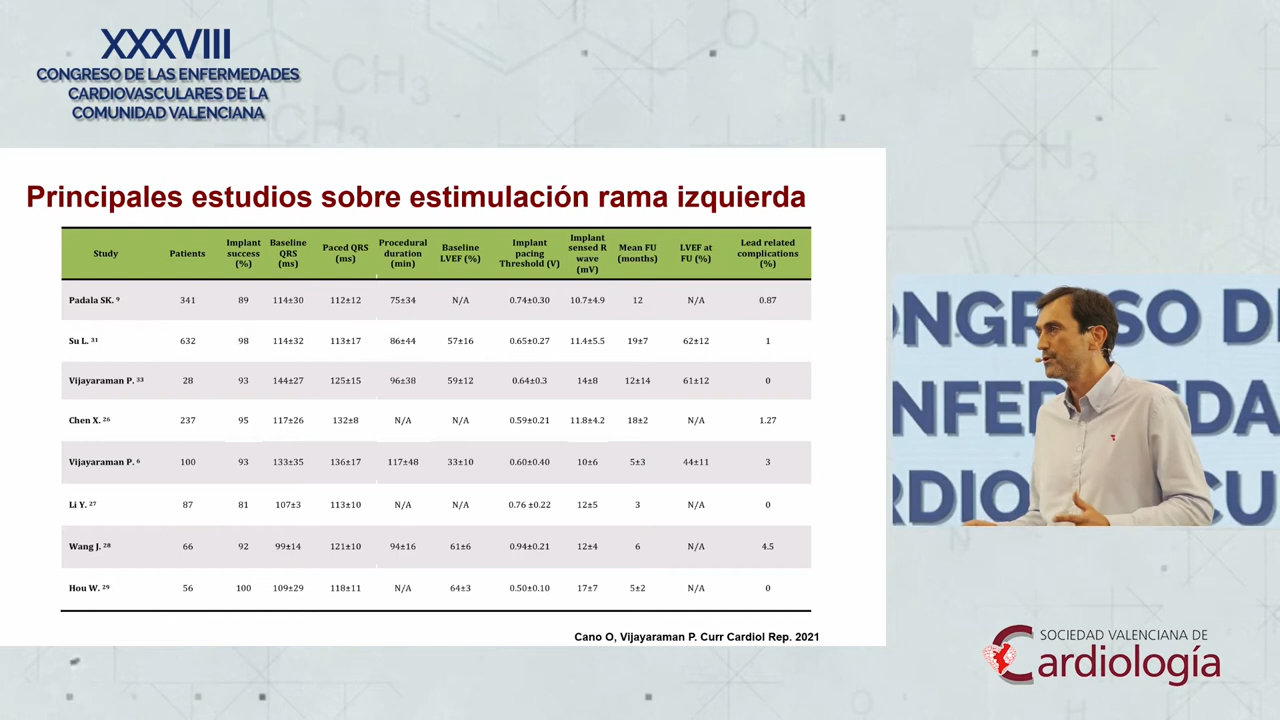 XXXVIII
CONGRESO DE LAS ENFERMEDADES
CARDIOVASCULARES DE LA
COMUNIDAD VALENCIANA
Principales estudios sobre estimulación rama izquierda
Study Patients Implant success (%) Baseline QRS (ms) Paced QRS (ms) Procedural duration (min) Baseline LVEF (%) Implant pacing Threshold (V) Implant sensed R wave (mV) Mean FU (months) LVEF at FU (%) Lead related complications (%)
Padala SK. 9 341 89 114±30 112±12 75±34 N/A 0.74±0.30 10.7±4.9 12 N/A 0.87
Su L. 31 632 98 114±32 113±17 86±44 57±16 0.65±0.27 11.4±5.5 19±7 62±12 1
Vijayaraman P. 33 28 93 144±27 125±15 96±38 59±12 0.64±0.3 14±8 12±14 61±12 0
Chen X. 26 237 95 117±26 132±8 N/A N/A 0.59±0.21 11.8±4.2 18±2 N/A 1.27
Vijayaraman P. 6 100 93 133±35 136±17 117±48 33±10 0.60±0.40 10±6 5±3 44±11 3
Li Y. 27 87 81 107±3 113±10 N/A N/A 0.76 ±0.22 12±5 3 N/A 0
Wang J. 28 66 92 99±14 121±10 94±16 61±6 0.94±0.21 12±4 6 N/A 4.5
Hou W. 29 56 100 109±29 118±11 N/A 64±3 0.50±0.10 17±7 5±2 N/A 0
Cano O, Vijayaraman P. Curr Cardiol Rep. 2021
ONGRESO DE
NFERMEDA
RDIO CU
SOCIEDAD VALENCIANA DE
Cardiología